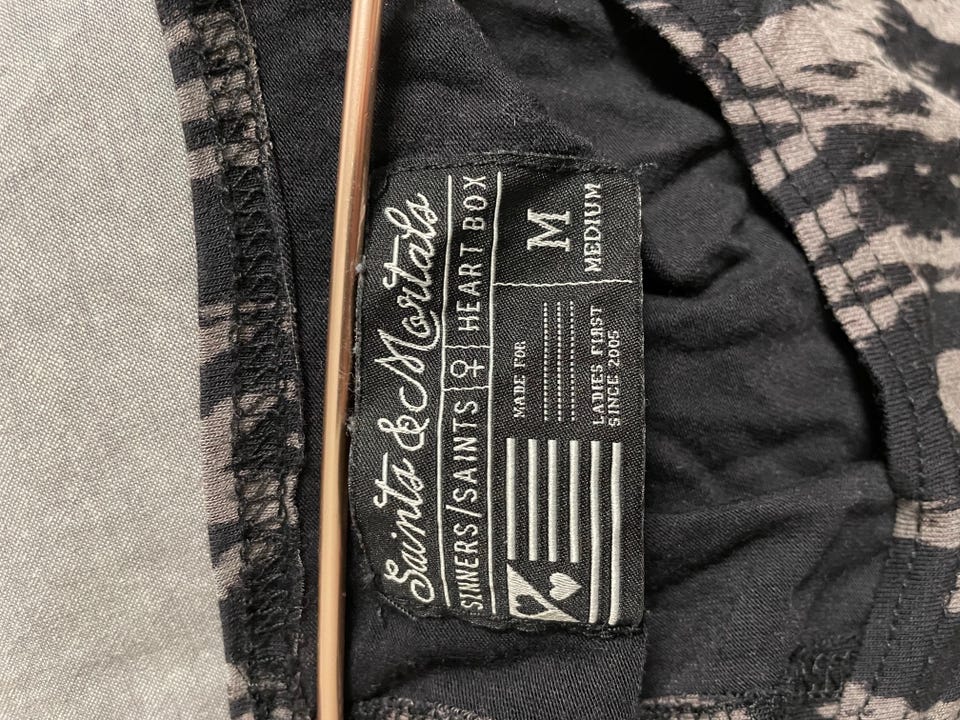 Saints & Mortals
SINNERS/SAINTS ♀ HEART BOX
MADE FOR
LADIES FIRST
SINCE 2005
M
MEDIUM